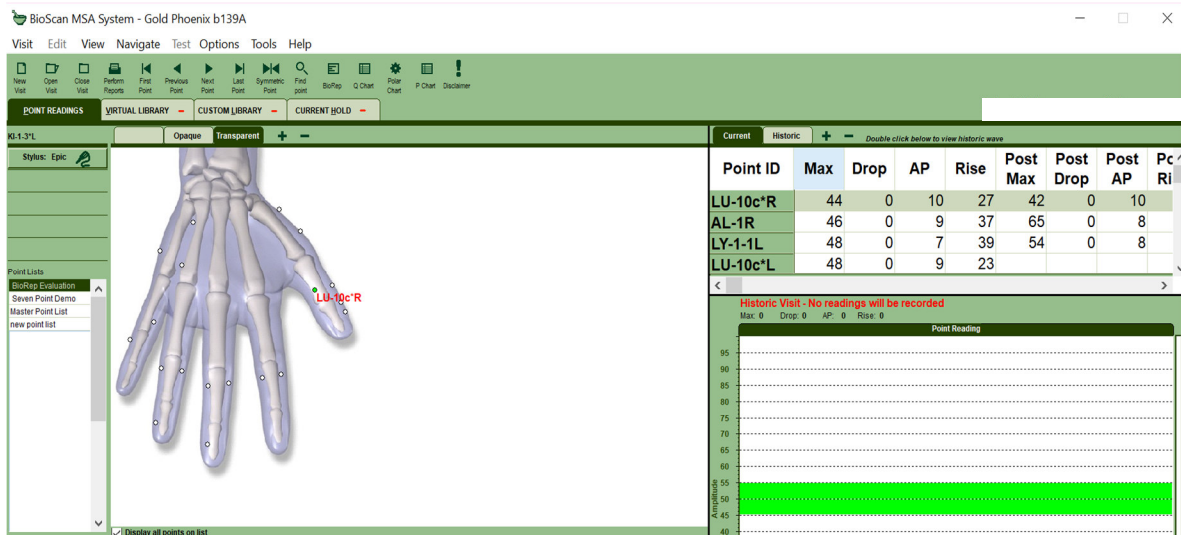 BioScan MSA System - Gold Phoenix b139A
Visit Edit View Navigate Test Options Tools Help
New Visit Open Visit Close Visit Perform Reports First Point Previous Point Next Point Last Point Symmetric Point Find point BioRep Q Chart Polar Chart P Chart Disclaimer
POINT READINGS VIRTUAL LIBRARY CUSTOM LIBRARY CURRENT HOLD
KI-1-3*L
Opaque Transparent
Current Historic Double click below to view historic wave
Stylus: Epic
Point ID Max Drop AP Rise Post Max Post Drop Post AP
LU-10c*R 44 0 10 27 42 0 10
AL-1R 46 0 9 37 65 0 8
LY-1-1L 48 0 7 39 54 0 8
LU-10c*L 48 0 9 23
Point Lists
BioRep Evaluation
Seven Point Demo
Master Point List
new point list
LU-10c*R
Historic Visit - No readings will be recorded
Max: 0 Drop: 0 AP: 0 Rise: 0
Point Reading
95
90
85
80
75
70
65
60
55
50
45
40
Amplitude
Display all points on list